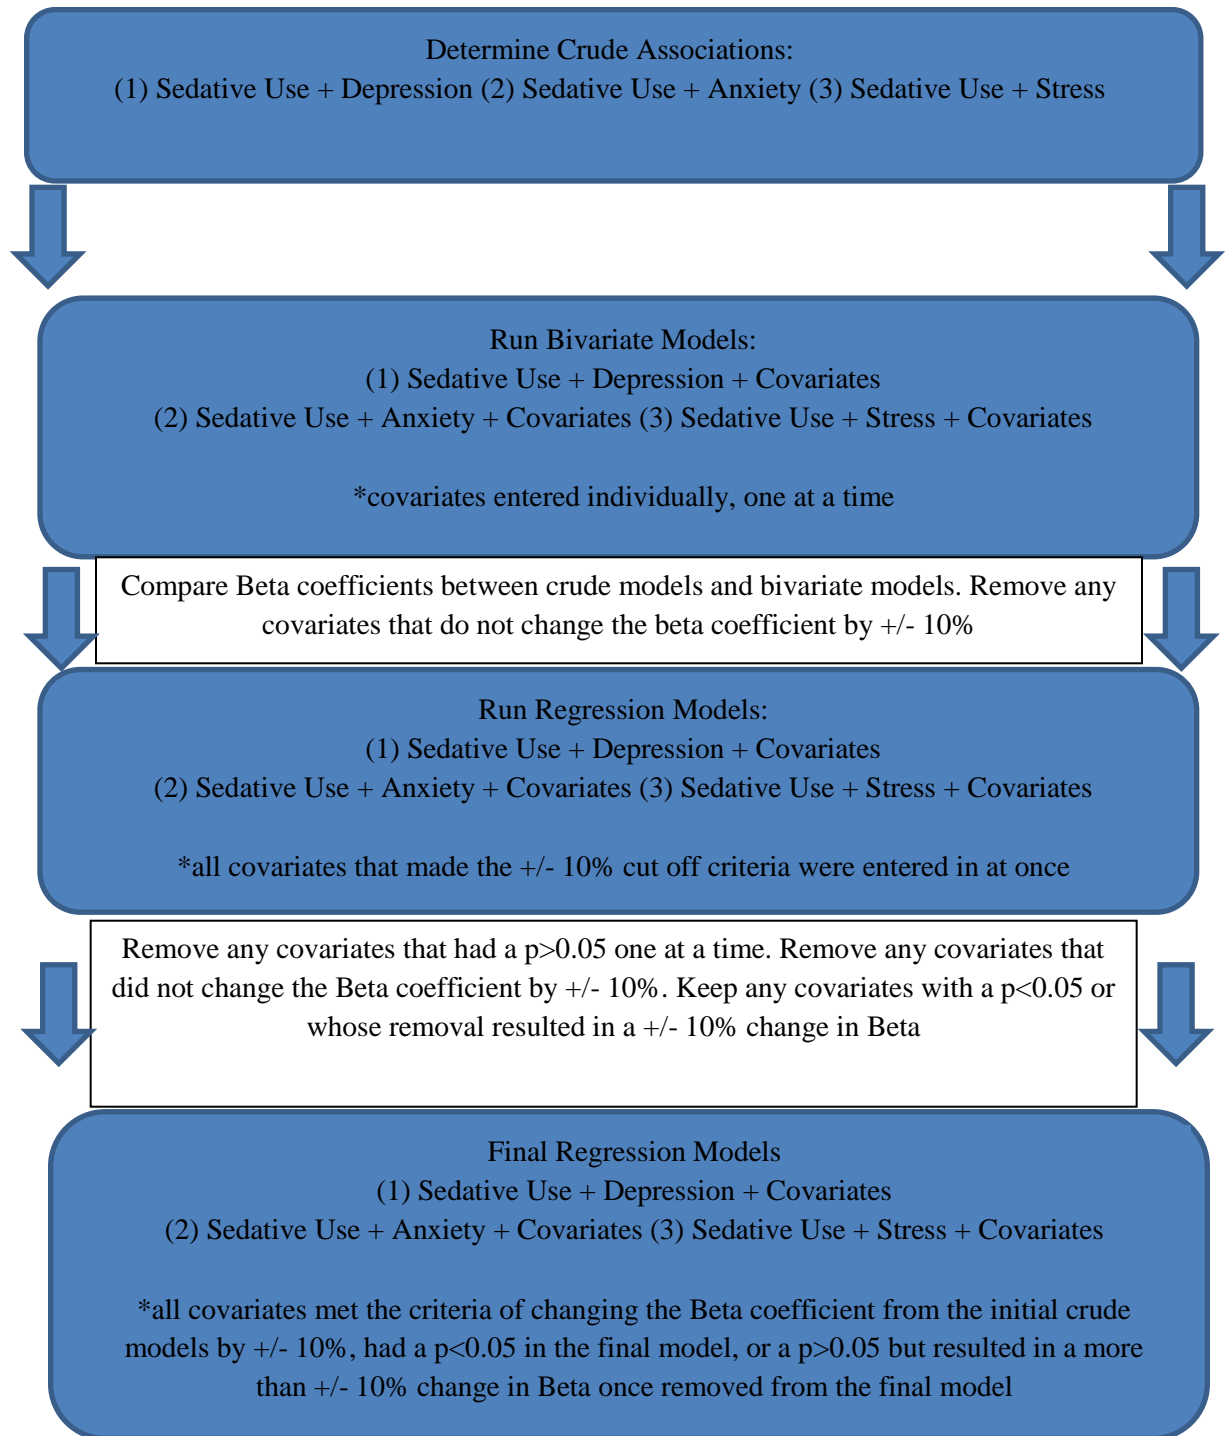 Determine Crude Associations:
(1) Sedative Use + Depression (2) Sedative Use + Anxiety (3) Sedative Use + Stress
Run Bivariate Models:
(1) Sedative Use + Depression + Covariates
(2) Sedative Use + Anxiety + Covariates (3) Sedative Use + Stress + Covariates
*covariates entered individually, one at a time
Compare Beta coefficients between crude models and bivariate models. Remove any
covariates that do not change the beta coefficient by +/- 10%
Run Regression Models:
(1) Sedative Use + Depression + Covariates
(2) Sedative Use + Anxiety + Covariates (3) Sedative Use + Stress + Covariates
*all covariates that made the +/- 10% cut off criteria were entered in at once
Remove any covariates that had a p>0.05 one at a time. Remove any covariates that
did not change the Beta coefficient by +/- 10%. Keep any covariates with a p<0.05 or
whose removal resulted in a +/- 10% change in Beta
Final Regression Models
(1) Sedative Use + Depression + Covariates
(2) Sedative Use + Anxiety + Covariates (3) Sedative Use + Stress + Covariates
*all covariates met the criteria of changing the Beta coefficient from the initial crude
models by +/- 10%, had a p<0.05 in the final model, or a p>0.05 but resulted in a more
than +/- 10% change in Beta once removed from the final model